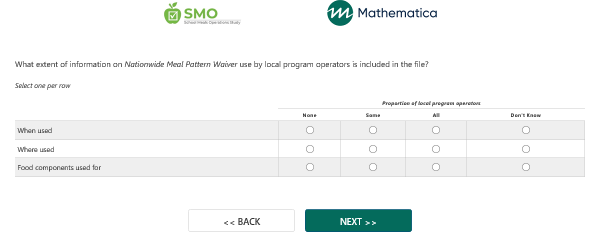 SMO
School Meals Operations Study
Mathematica
What extent of information on Nationwide Meal Pattern Waiver use by local program operators is included in the file?
Select one per row
Proportion of local program operators
None Some All Don't Know
When used
Where used
Food components used for
<< BACK NEXT >>